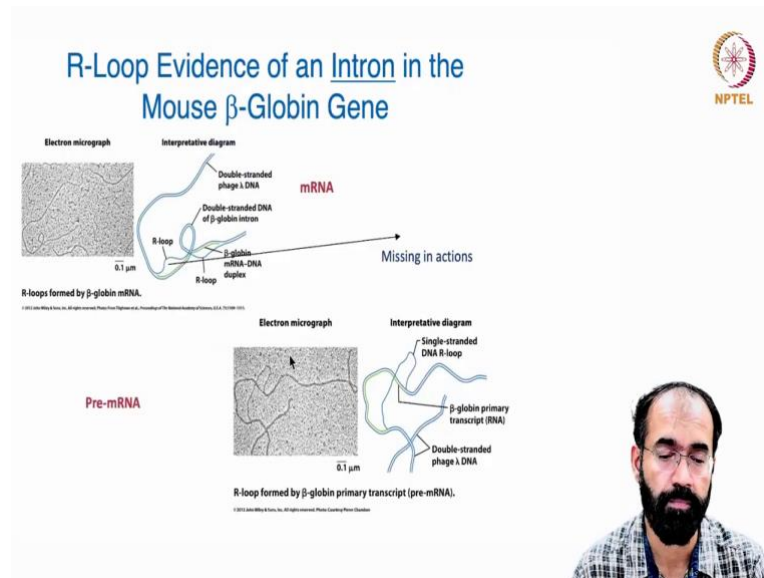 R-Loop Evidence of an Intron in the
Mouse β-Globin Gene
NPTEL
Electron micrograph
Interpretative diagram
Double-stranded
phage λ DNA
mRNA
Double-stranded DNA
of β-globin intron
R-loop
β-globin
mRNA–DNA
duplex
R-loop
Missing in actions
0.1 μm
R-loops formed by β-globin mRNA.
Electron micrograph
Interpretative diagram
Single-stranded
DNA R-loop
Pre-mRNA
β-globin primary
transcript (RNA)
Double-stranded
phage λ DNA
0.1 μm
R-loop formed by β-globin primary transcript (pre-mRNA).